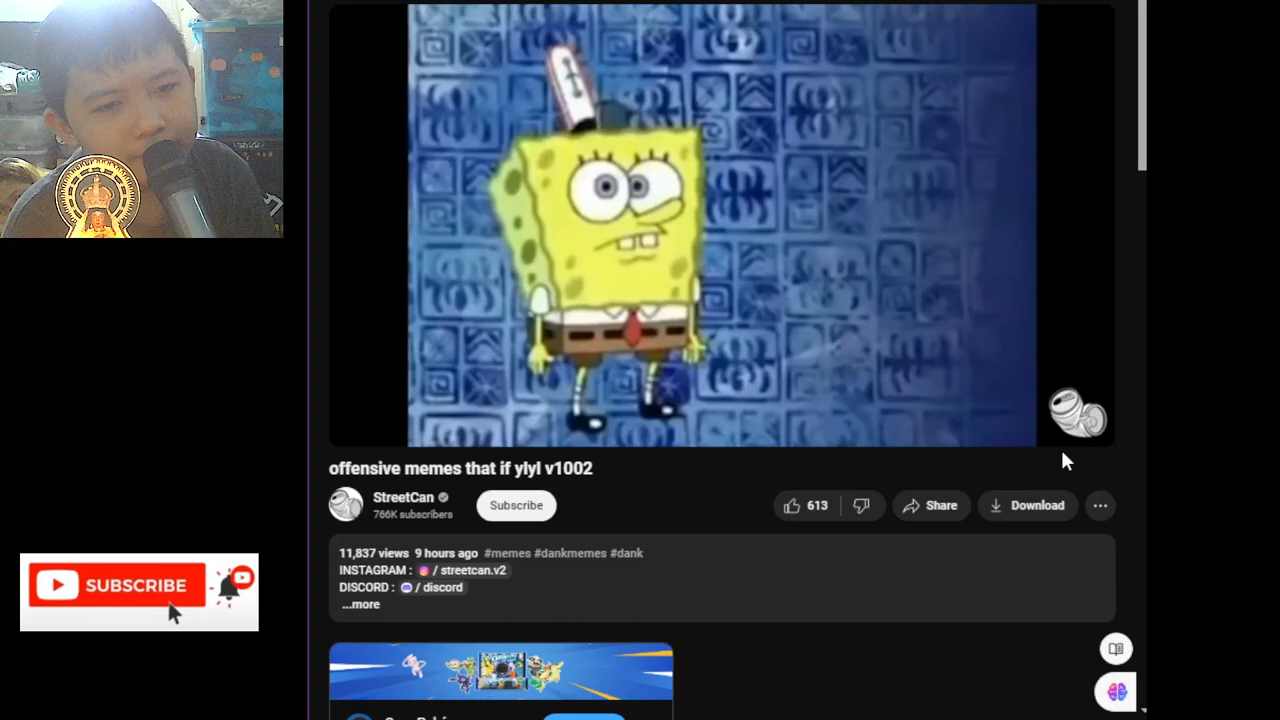 offensive memes that if ylyl v1002
StreetCan
766K subscribers
Subscribe
613
Share
Download
11,837 views 9 hours ago #memes #dankmemes #dank
INSTAGRAM : / streetcan.v2
DISCORD : / discord
...more
SUBSCRIBE